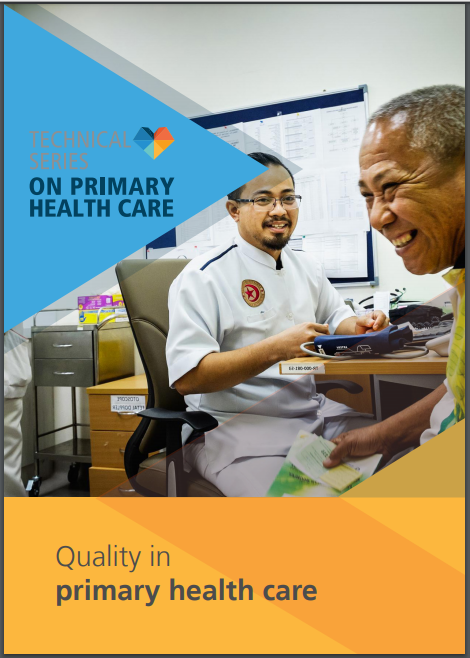 TECHNICAL
SERIES
ON PRIMARY
HEALTH CARE
Quality in
primary health care